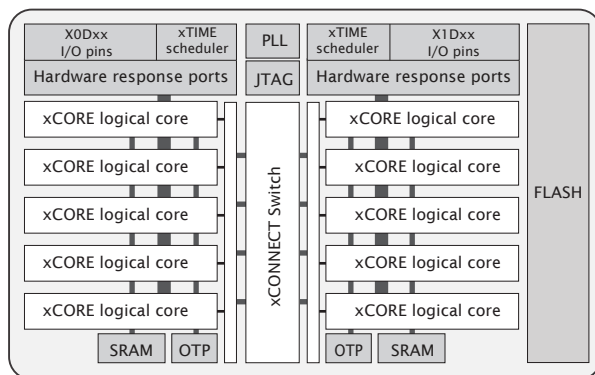 X0Dxx
I/O pins
xTIME
scheduler
PLL
xTIME
scheduler
X1Dxx
I/O pins
Hardware response ports
JTAG
Hardware response ports
xCORE logical core
xCORE logical core
xCORE logical core
xCORE logical core
xCORE logical core
xCONNECT Switch
xCORE logical core
xCORE logical core
xCORE logical core
xCORE logical core
xCORE logical core
FLASH
SRAM
OTP
OTP
SRAM